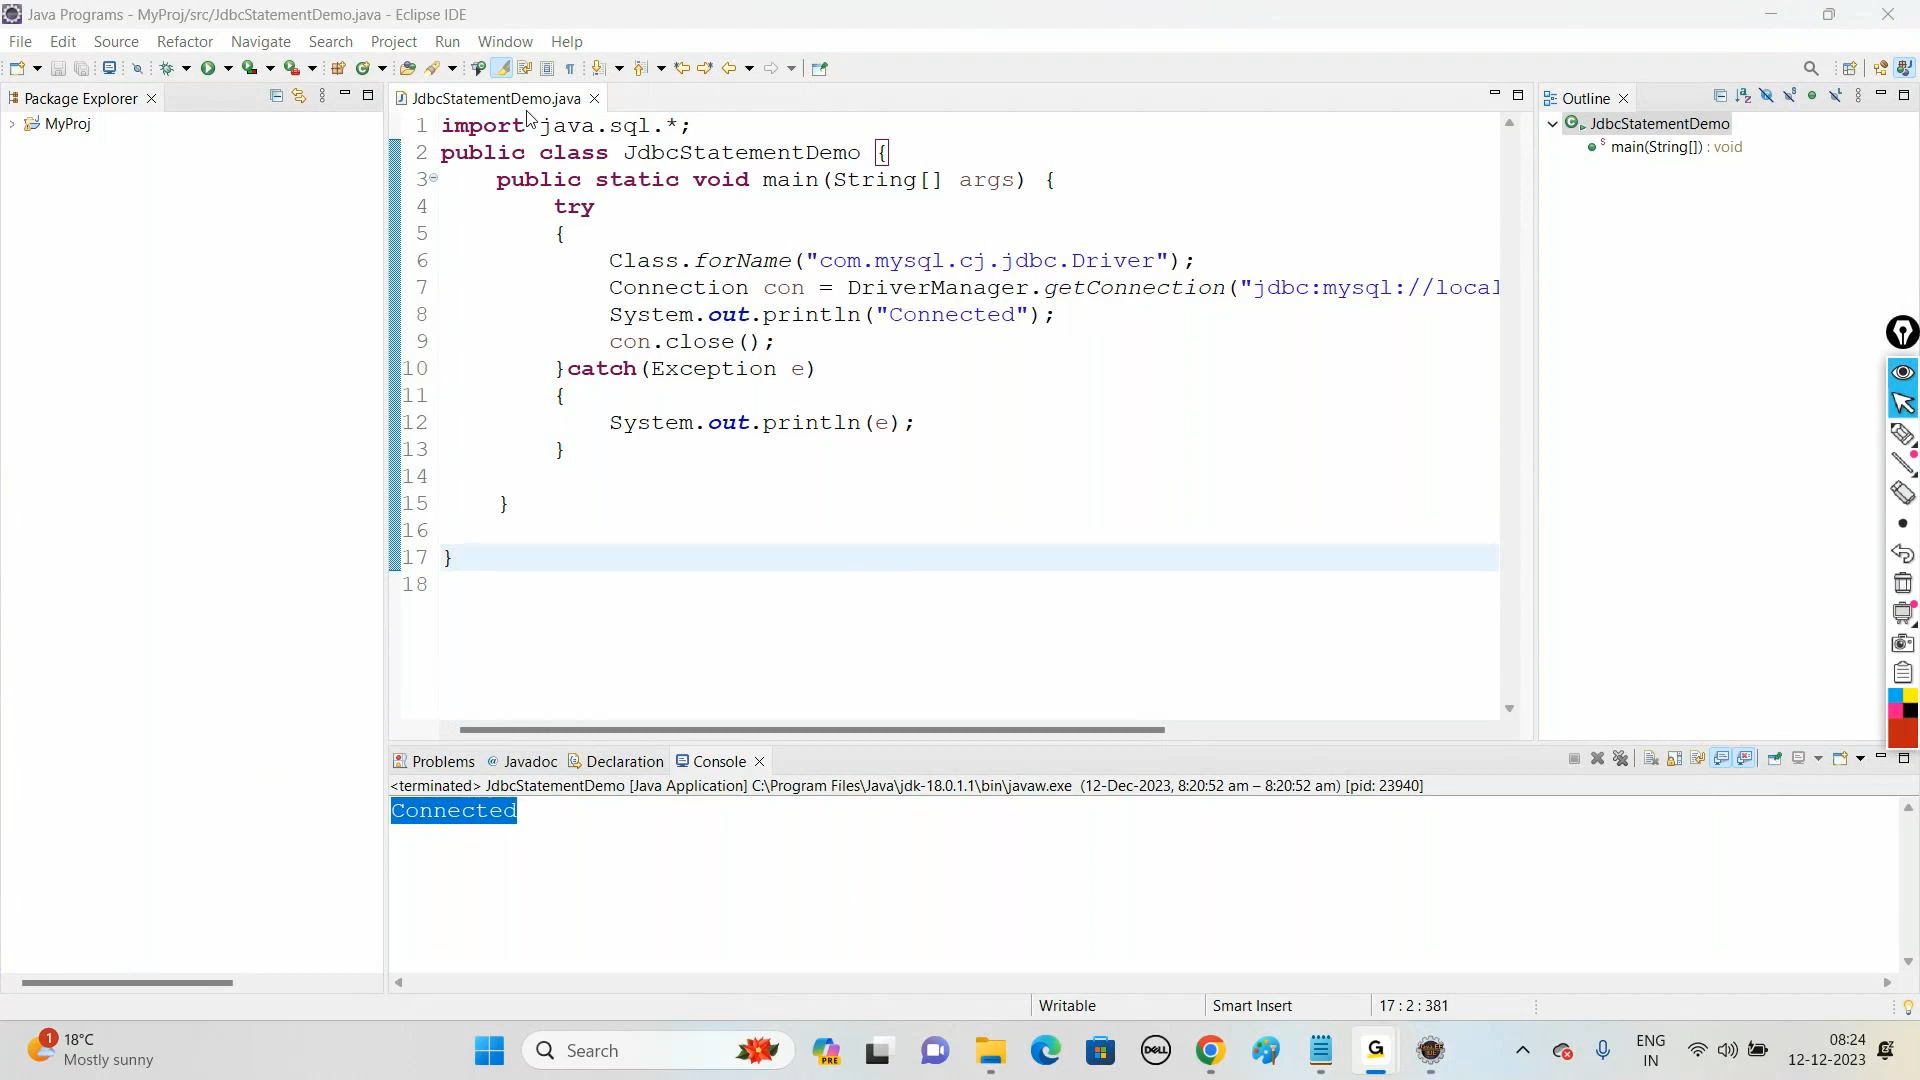 Java Programs - MyProj/src/JdbcStatementDemo.java - Eclipse IDE
File Edit Source Refactor Navigate Search Project Run Window Help
Package Explorer
MyProj
JdbcStatementDemo.java
1 import java.sql.*;
2 public class JdbcStatementDemo {
3 public static void main(String[] args) {
4 try
5 {
6 Class.forName("com.mysql.cj.jdbc.Driver");
7 Connection con = DriverManager.getConnection("jdbc:mysql://local
8 System.out.println("Connected");
9 con.close();
10 }catch(Exception e)
11 {
12 System.out.println(e);
13 }
14
15 }
16
17 }
18
Outline
JdbcStatementDemo
main(String[]) : void
Problems @ Javadoc Declaration Console
<terminated> JdbcStatementDemo [Java Application] C:\Program Files\Java\jdk-18.0.1.1\bin\javaw.exe (12-Dec-2023, 8:20:52 am – 8:20:52 am) [pid: 23940]
Connected
Writable Smart Insert 17 : 2 : 381
1 18°C
Mostly sunny
Search
PRE
DELL
G
ENG
IN
08:24
12-12-2023